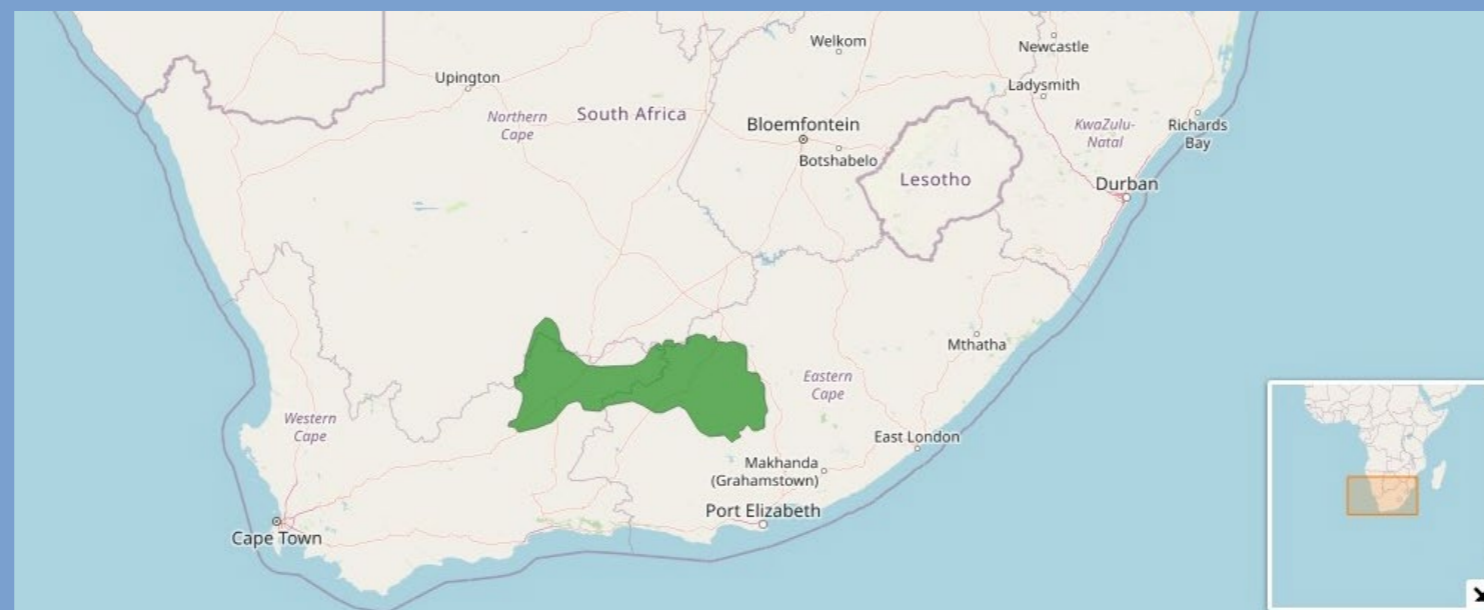 Welkom
Newcastle
Upington
Ladysmith
Northern
Cape
South Africa
Bloemfontein
KwaZulu-
Natal
Richards
Bay
Botshabelo
Lesotho
Durban
Mthatha
Eastern
Cape
Western
Cape
East London
Makhanda
(Grahamstown)
Port Elizabeth
Cape Town